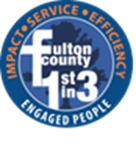 IMPACT • SERVICE • EFFICIENCY
fulton
county
1st
in 3
ENGAGED PEOPLE